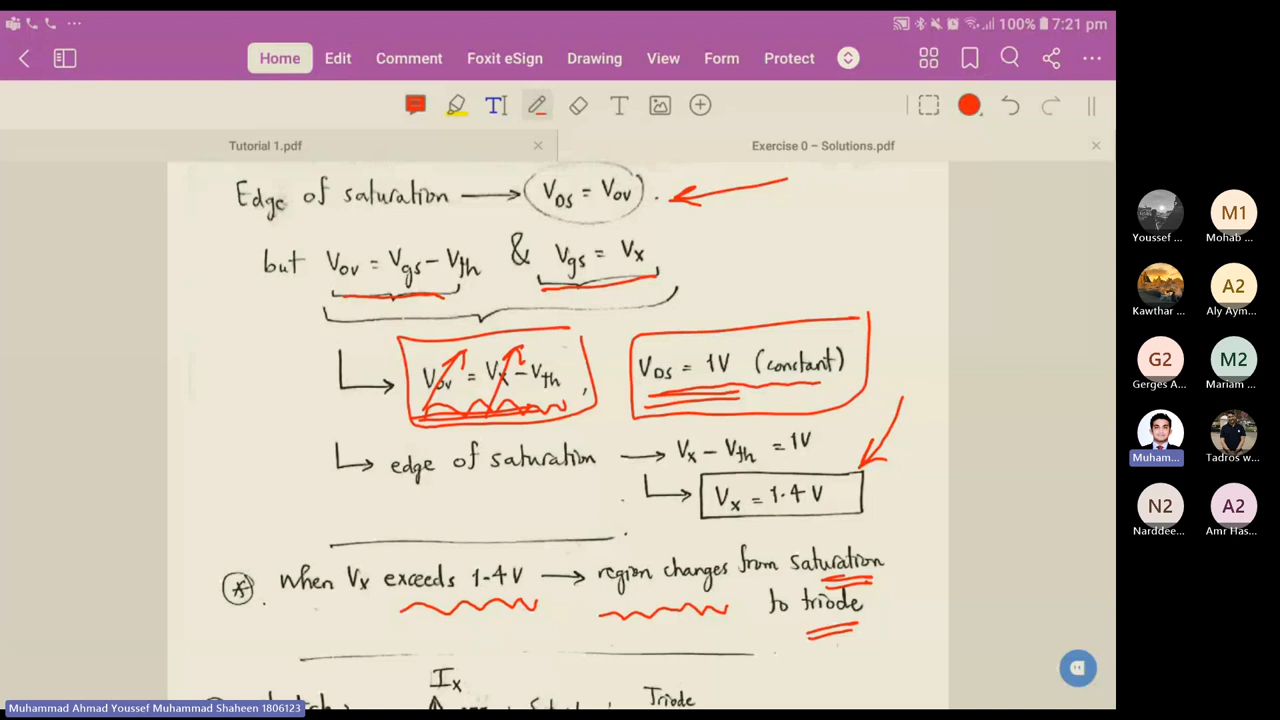 100% 7:21 pm
Home Edit Comment Foxit eSign Drawing View Form Protect
Tutorial 1.pdf Exercise 0 – Solutions.pdf
Edge of saturation → VDS = Vov .
but Vov = Vgs − Vth & Vgs = Vx
Vov = Vx − Vth , VDS = 1V (constant)
edge of saturation → Vx − Vth = 1V
Vx = 1.4 V
* . When Vx exceeds 1.4 V → region changes from saturation
to triode
Ix
Triode
Youssef ... M1 Mohab ...
Kawthar ... A2 Aly Aym...
G2 Gerges A... M2 Mariam ...
Muham... Tadros w...
N2 Narddee... A2 Amr Has...
Muhammad Ahmad Youssef Muhammad Shaheen 1806123